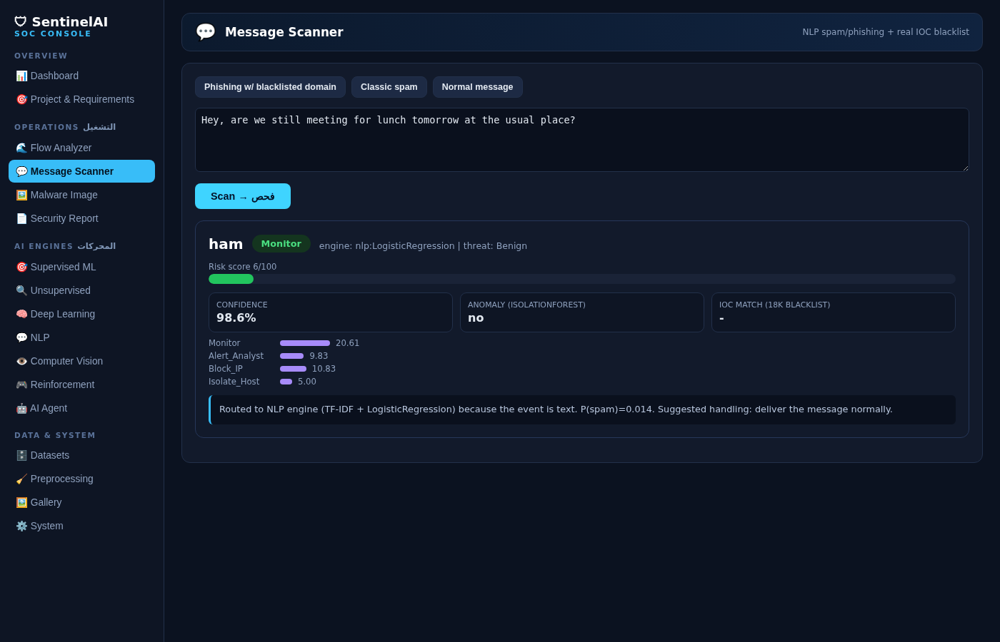 🛡 SentinelAI
SOC CONSOLE
OVERVIEW
📊 Dashboard
🎯 Project & Requirements
OPERATIONS التشغيل
🌊 Flow Analyzer
💬 Message Scanner
🖼️ Malware Image
📄 Security Report
AI ENGINES المحركات
🎯 Supervised ML
🔍 Unsupervised
🧠 Deep Learning
💬 NLP
👁️ Computer Vision
🎮 Reinforcement
🤖 AI Agent
DATA & SYSTEM
🗄️ Datasets
🧹 Preprocessing
🖼️ Gallery
⚙️ System
💬 Message Scanner
NLP spam/phishing + real IOC blacklist
Phishing w/ blacklisted domain
Classic spam
Normal message
Hey, are we still meeting for lunch tomorrow at the usual place?
Scan → فحص
ham Monitor engine: nlp:LogisticRegression | threat: Benign
Risk score 6/100
CONFIDENCE
98.6%
ANOMALY (ISOLATIONFOREST)
no
IOC MATCH (18K BLACKLIST)
-
Monitor 20.61
Alert_Analyst 9.83
Block_IP 10.83
Isolate_Host 5.00
Routed to NLP engine (TF-IDF + LogisticRegression) because the event is text. P(spam)=0.014. Suggested handling: deliver the message normally.